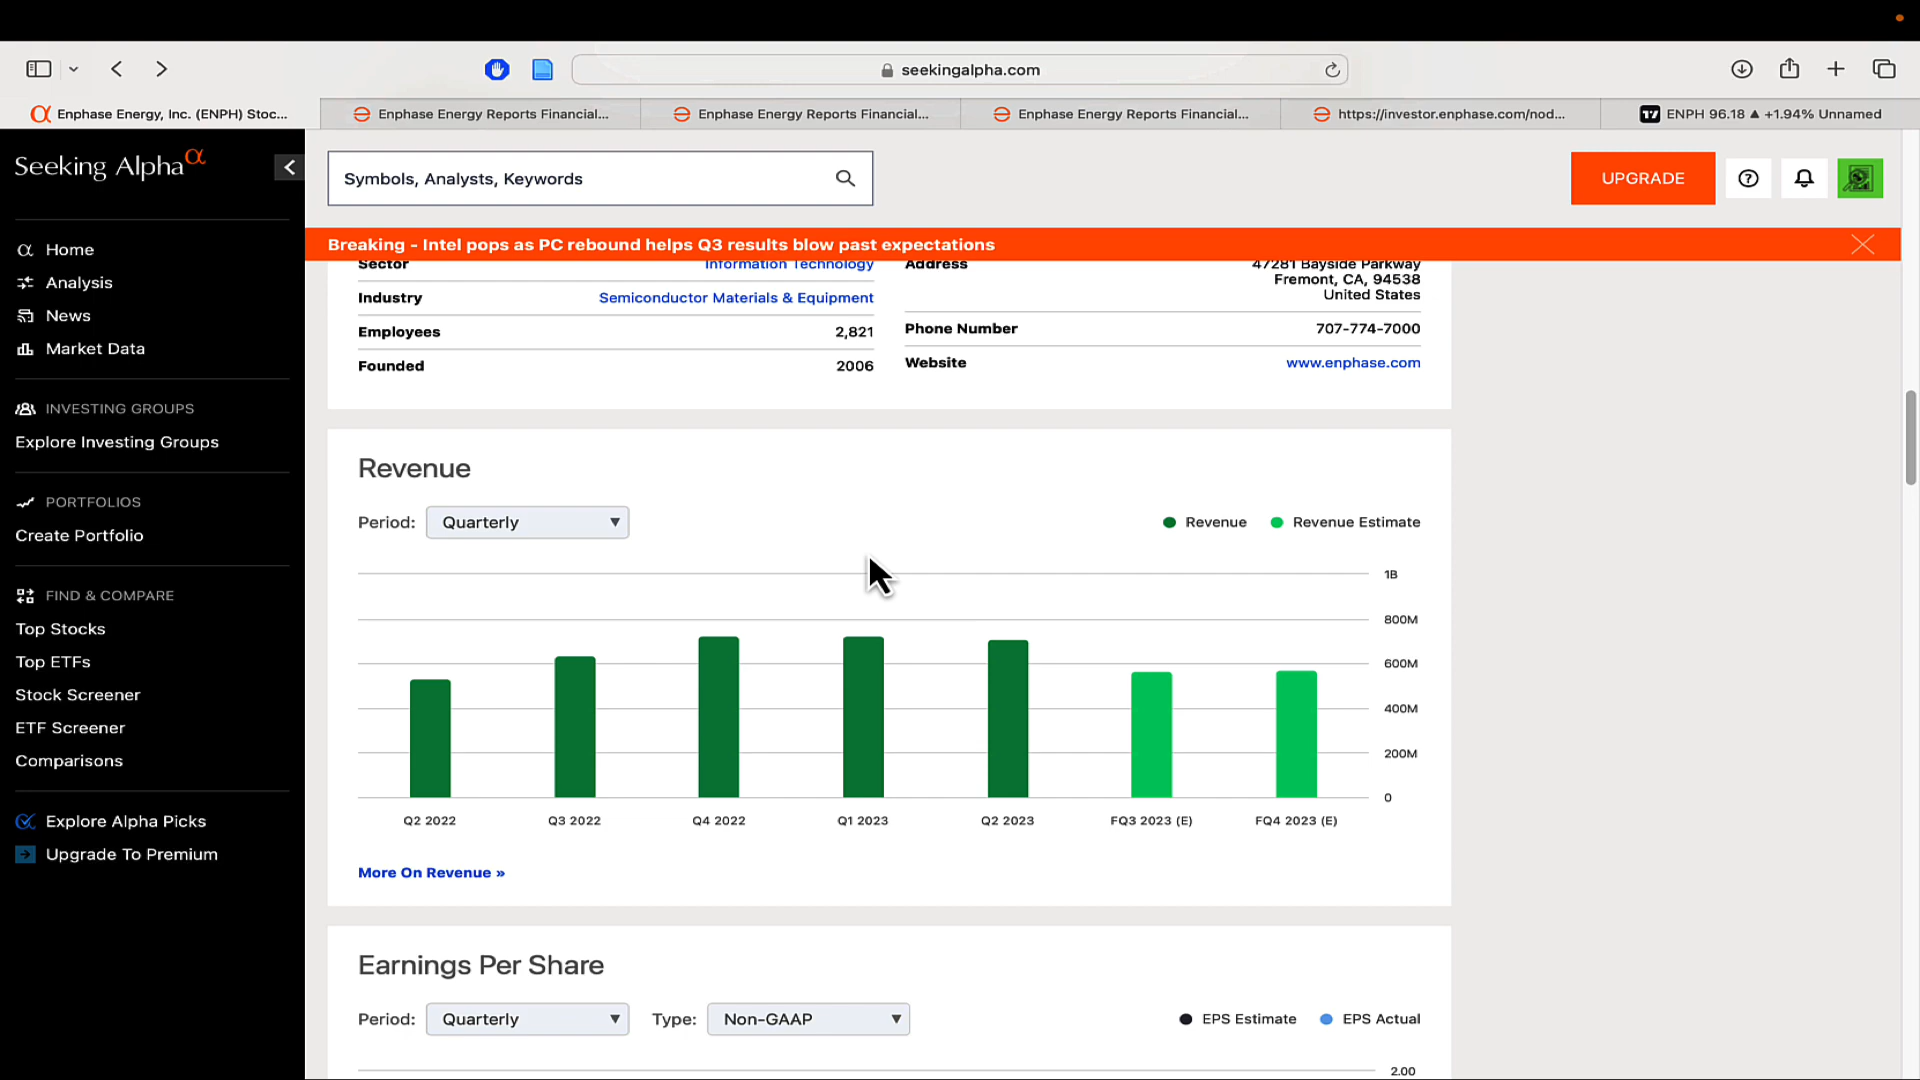 seekingalpha.com
Enphase Energy, Inc. (ENPH) Stoc...
Enphase Energy Reports Financial...
Enphase Energy Reports Financial...
Enphase Energy Reports Financial...
https://investor.enphase.com/nod...
ENPH 96.18 ▲ +1.94% Unnamed
Seeking Alpha α
Symbols, Analysts, Keywords
UPGRADE
Breaking - Intel pops as PC rebound helps Q3 results blow past expectations
Home
Analysis
News
Market Data
INVESTING GROUPS
Explore Investing Groups
PORTFOLIOS
Create Portfolio
FIND & COMPARE
Top Stocks
Top ETFs
Stock Screener
ETF Screener
Comparisons
Explore Alpha Picks
Upgrade To Premium
Sector Information Technology
Industry Semiconductor Materials & Equipment
Employees 2,821
Founded 2006
Address 47281 Bayside Parkway
Fremont, CA, 94538
United States
Phone Number 707-774-7000
Website www.enphase.com
Revenue
Period: Quarterly
Revenue Revenue Estimate
1B
800M
600M
400M
200M
0
Q2 2022 Q3 2022 Q4 2022 Q1 2023 Q2 2023 FQ3 2023 (E) FQ4 2023 (E)
More On Revenue »
Earnings Per Share
Period: Quarterly Type: Non-GAAP
EPS Estimate EPS Actual
2.00